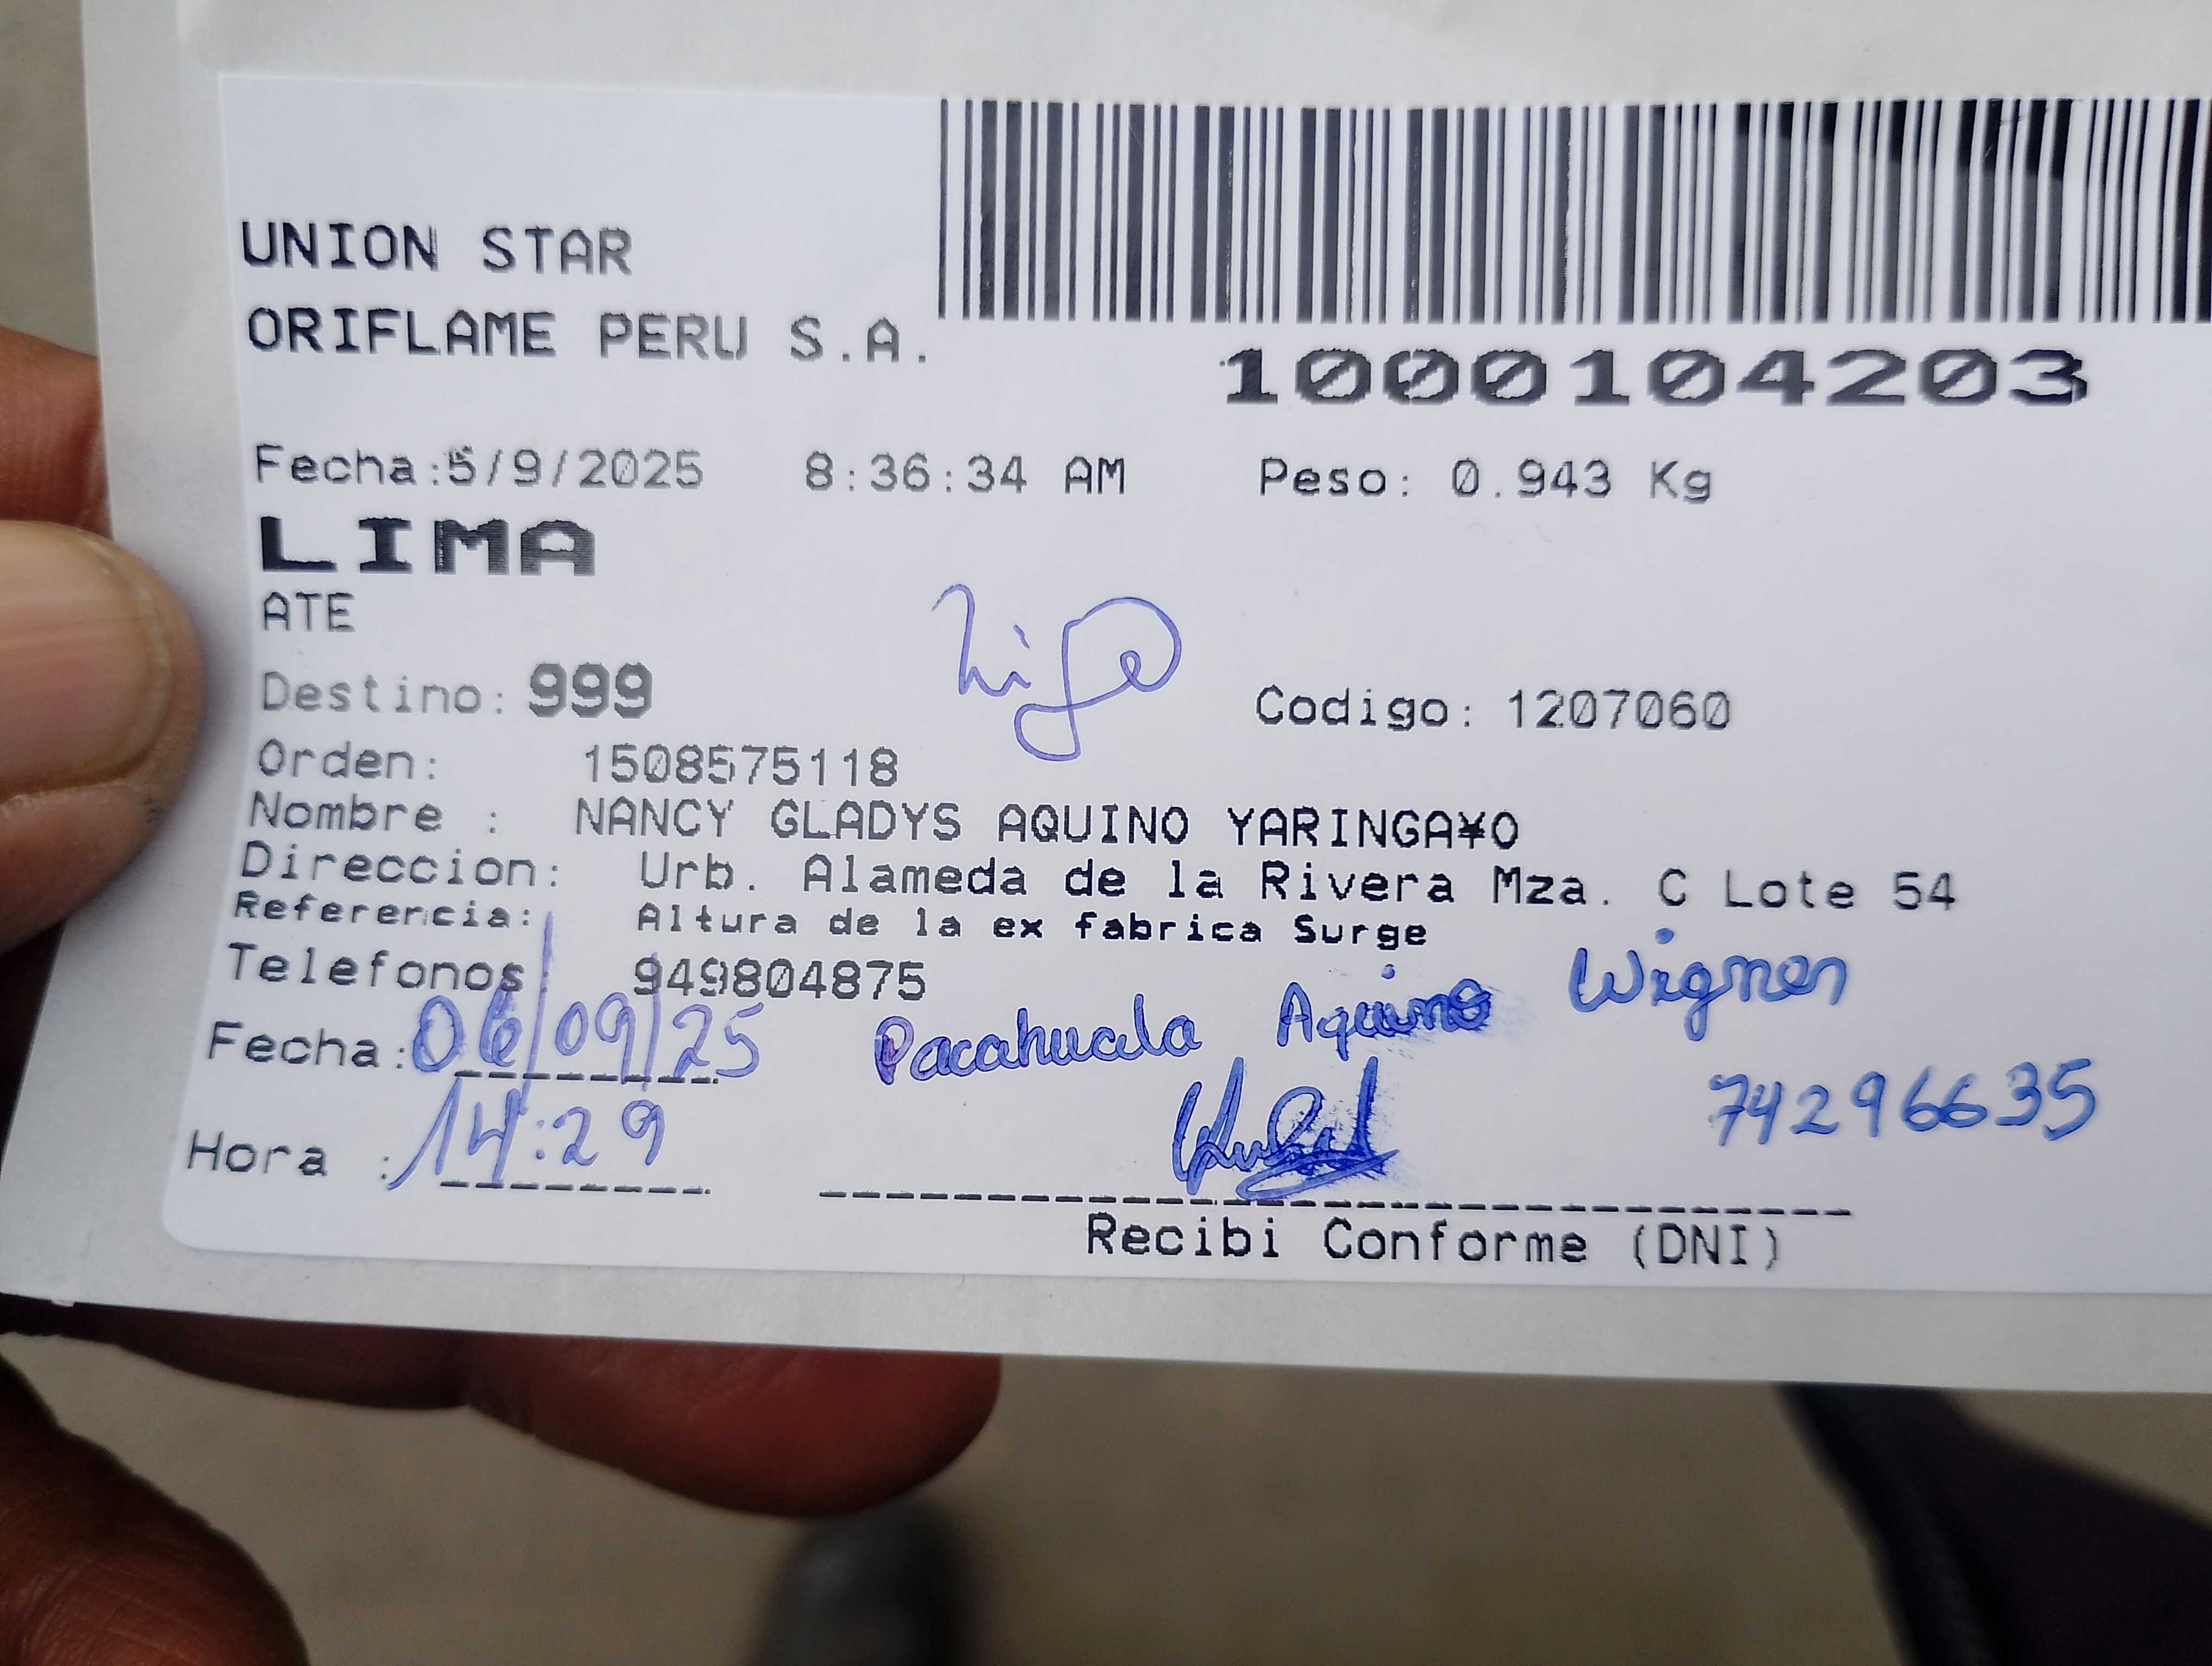 UNION STAR
ORIFLAME PERU S.A.
1000104203
Fecha:5/9/2025 8:36:34 AM Peso: 0.943 Kg
LIMA
ATE
Destino: 999 Codigo: 1207060
Orden: 1508575118
Nombre : NANCY GLADYS AQUINO YARINGA¥O
Direccion: Urb. Alameda de la Rivera Mza. C Lote 54
Referencia: Altura de la ex fabrica Surge
Telefonos 949804875
Fecha: 06/09/25 Aquino
74296635
Hora : 14:29
Recibi Conforme (DNI)